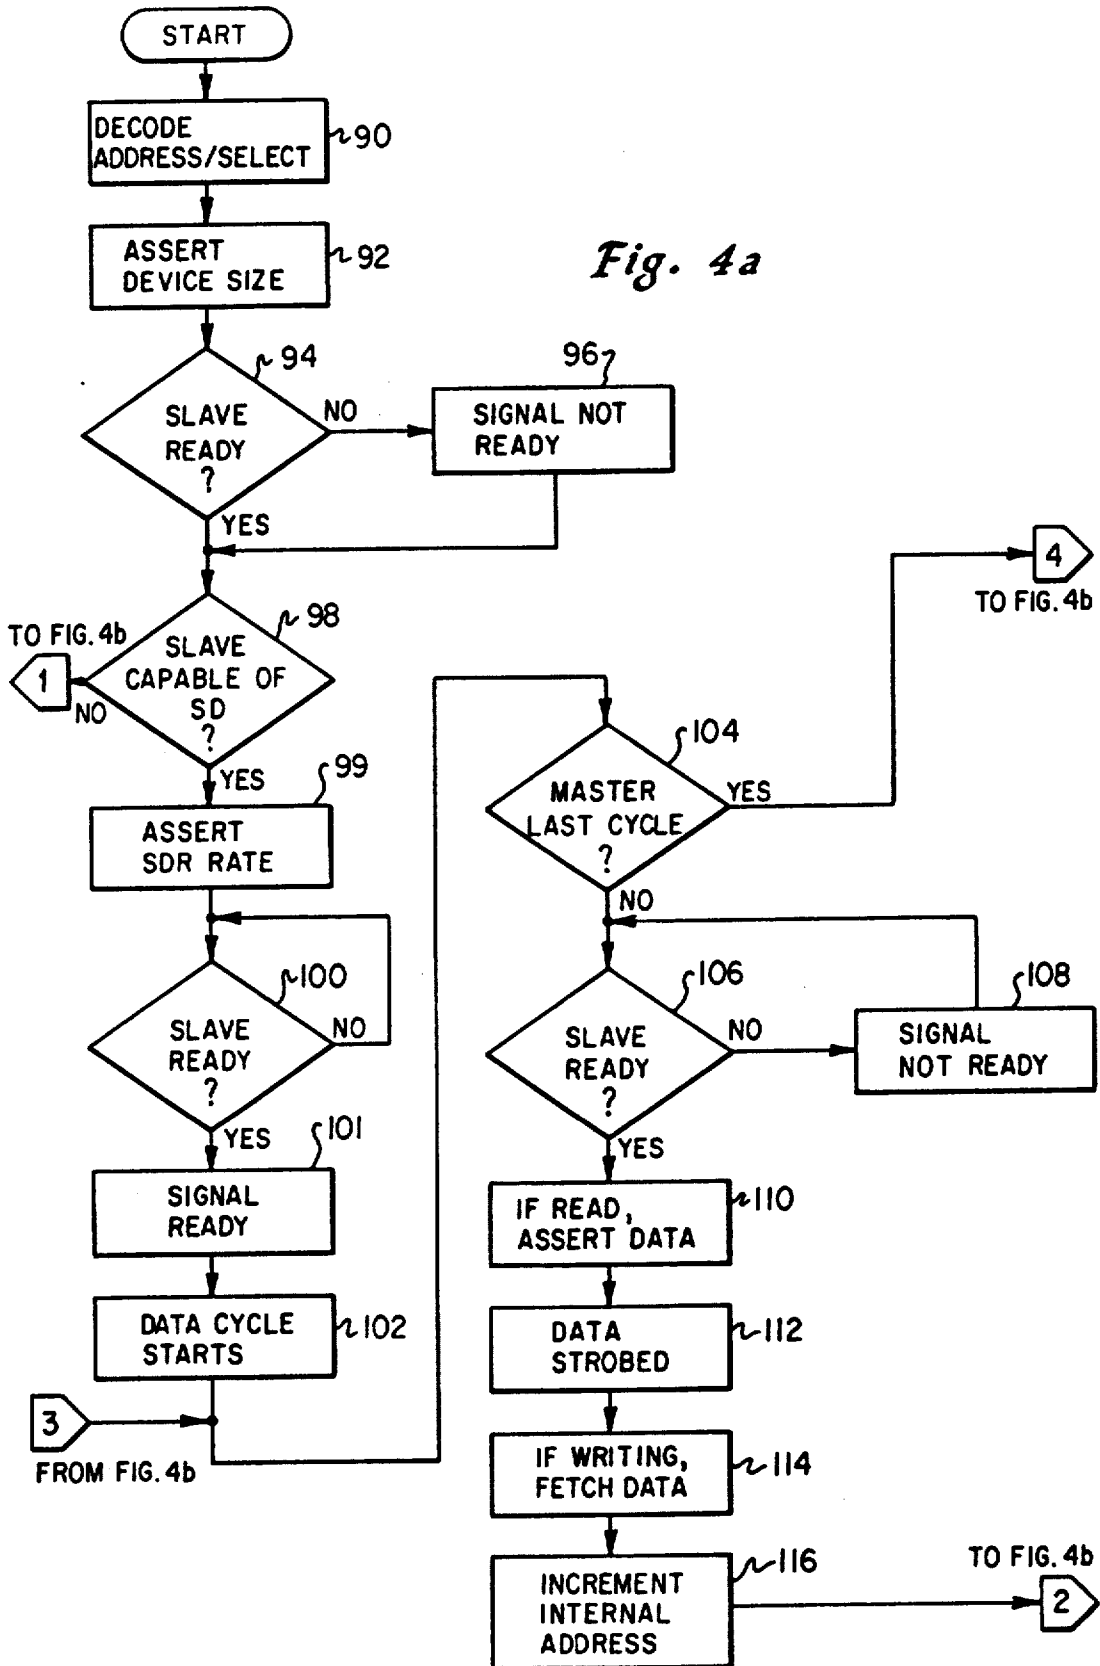 START
DECODE
ADDRESS/SELECT
90
ASSERT
DEVICE SIZE
92
Fig. 4a
94
SLAVE
READY
?
NO
YES
96
SIGNAL NOT
READY
98
SLAVE
CAPABLE OF
SD
?
TO FIG. 4b
1
NO
YES
99
ASSERT
SDR RATE
100
SLAVE
READY
?
NO
YES
101
SIGNAL
READY
DATA CYCLE
STARTS
102
3
FROM FIG. 4b
104
MASTER
LAST CYCLE
?
YES
NO
4
TO FIG. 4b
106
SLAVE
READY
?
NO
YES
108
SIGNAL
NOT READY
IF READ,
ASSERT DATA
110
DATA
STROBED
112
IF WRITING,
FETCH DATA
114
INCREMENT
INTERNAL
ADDRESS
116
TO FIG. 4b
2